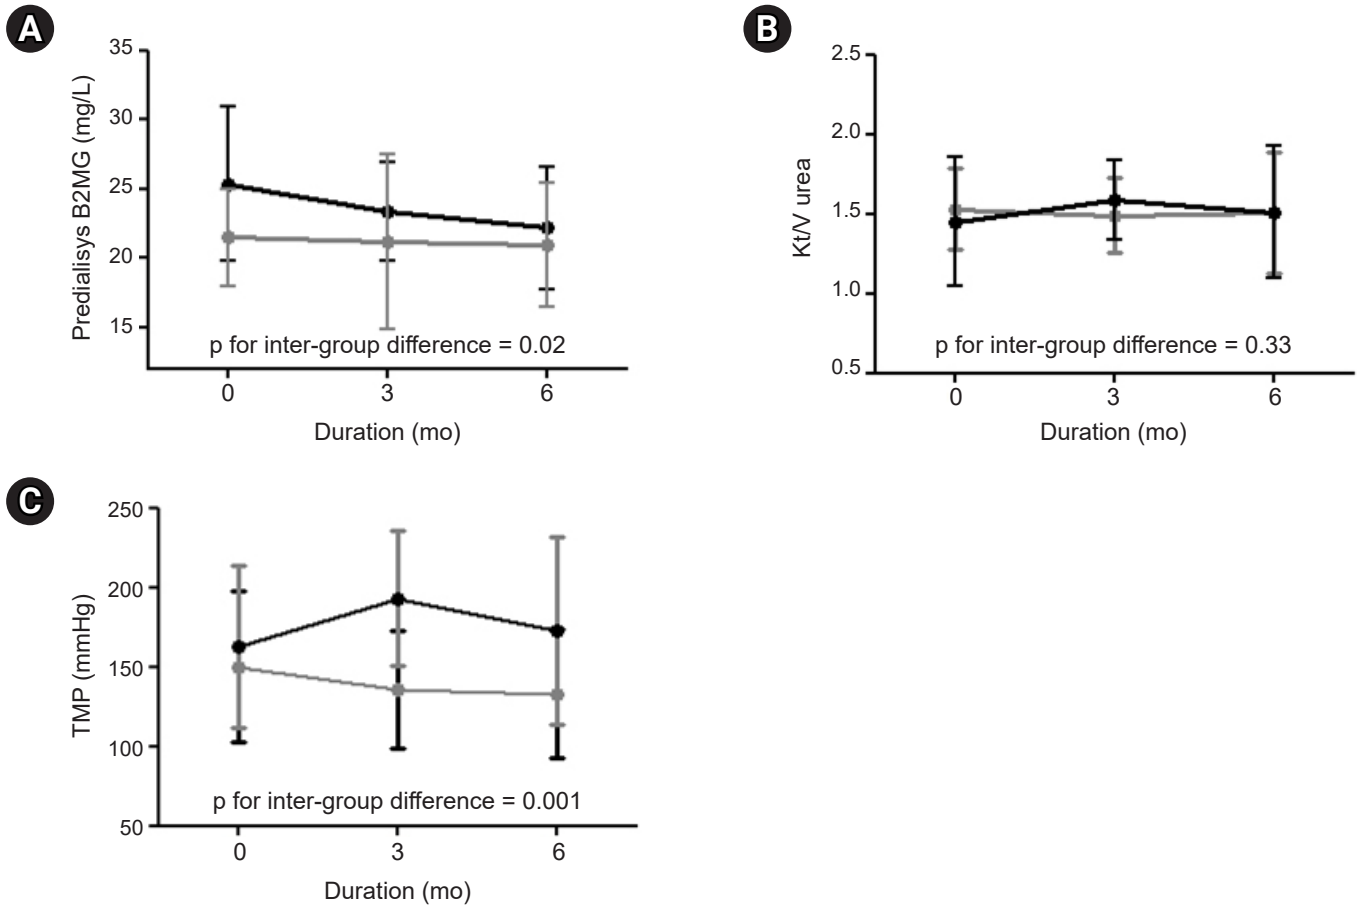 A
35
30
25
20
15
Predialisys B2MG (mg/L)
p for inter-group difference = 0.02
0 3 6
Duration (mo)
B
2.5
2.0
1.5
1.0
0.5
Kt/V urea
p for inter-group difference = 0.33
0 3 6
Duration (mo)
C
250
200
150
100
50
TMP (mmHg)
p for inter-group difference = 0.001
0 3 6
Duration (mo)